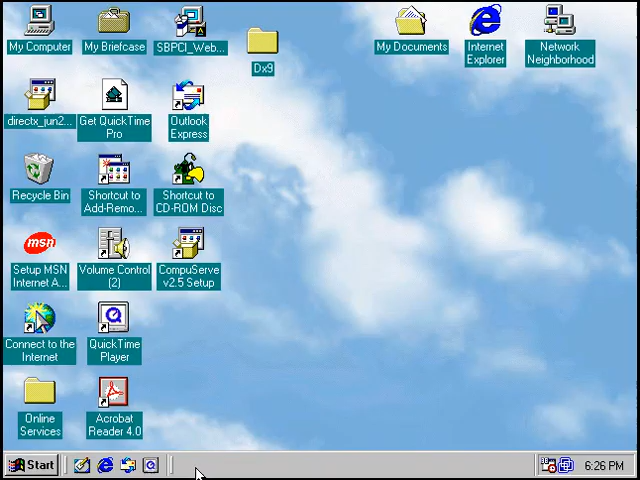 My Computer
My Briefcase
SBPCI_Web...
Dx9
My Documents
Internet
Explorer
Network
Neighborhood
directx_jun2...
Get QuickTime
Pro
Outlook
Express
Recycle Bin
Shortcut to
Add-Remo...
Shortcut to
CD-ROM Disc
msn
Setup MSN
Internet A...
Volume Control
(2)
CompuServe
v2.5 Setup
Connect to the
Internet
QuickTime
Player
Online
Services
Acrobat
Reader 4.0
Start
6:26 PM